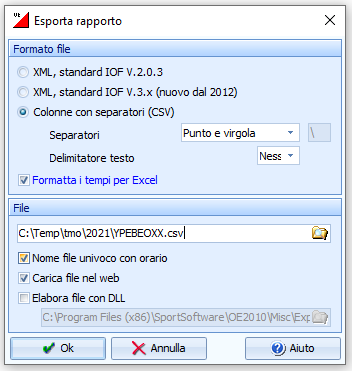 OE
Esporta rapporto
Formato file
XML, standard IOF V.2.0.3
XML, standard IOF V.3.x (nuovo dal 2012)
Colonne con separatori (CSV)
Separatori
Punto e virgola
\
Delimitatore testo
Ness
Formatta i tempi per Excel
File
C:\Temp\tmo\2021\YPEBEOXX.csv
Nome file univoco con orario
Carica file nel web
Elabora file con DLL
C:\Program Files (x86)\SportSoftware\OE2010\Misc\Exp
Ok
Annulla
Aiuto